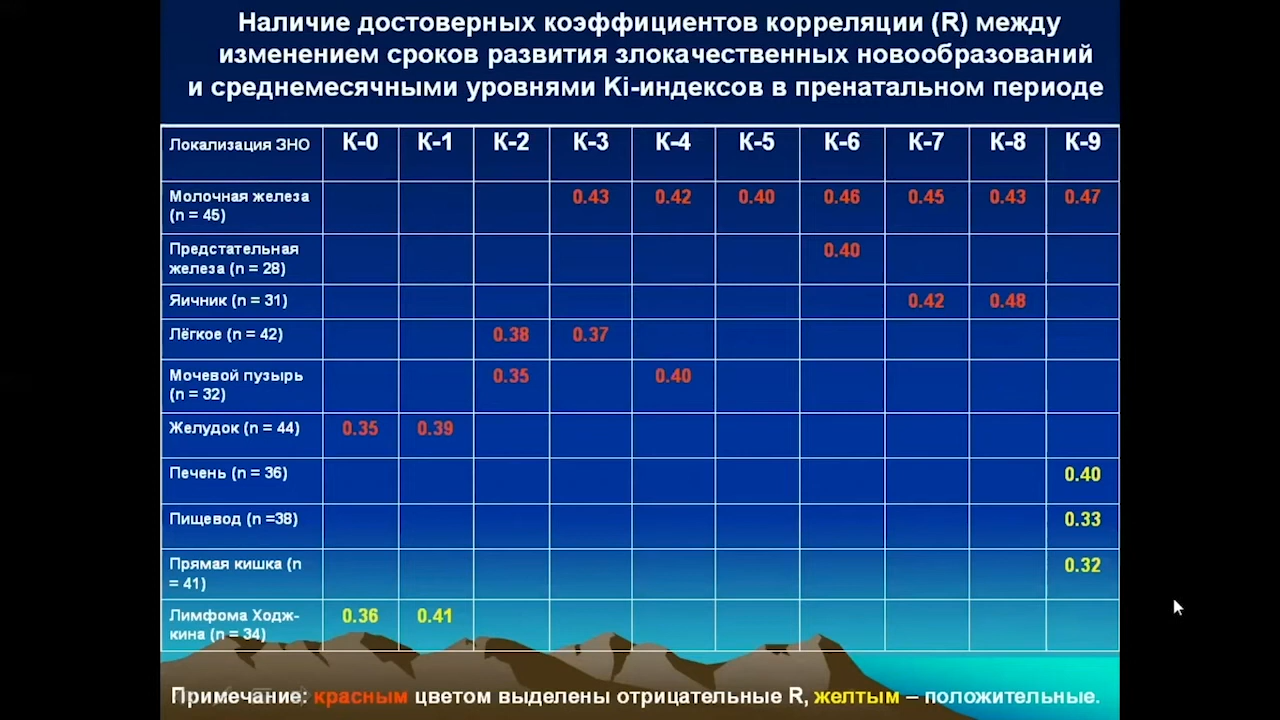 Наличие достоверных коэффициентов корреляции (R) между
изменением сроков развития злокачественных новообразований
и среднемесячными уровнями Ki-индексов в пренатальном периоде
Локализация ЗНО К-0 К-1 К-2 К-3 К-4 К-5 К-6 К-7 К-8 К-9
Молочная железа
(n = 45) 0.43 0.42 0.40 0.46 0.45 0.43 0.47
Предстательная
железа (n = 28) 0.40
Яичник (n = 31) 0.42 0.48
Лёгкое (n = 42) 0.38 0.37
Мочевой пузырь
(n = 32) 0.35 0.40
Желудок (n = 44) 0.35 0.39
Печень (n = 36) 0.40
Пищевод (n =38) 0.33
Прямая кишка (n
= 41) 0.32
Лимфома Ходж-
кина (n = 34) 0.36 0.41
Примечание: красным цветом выделены отрицательные R, желтым – положительные.